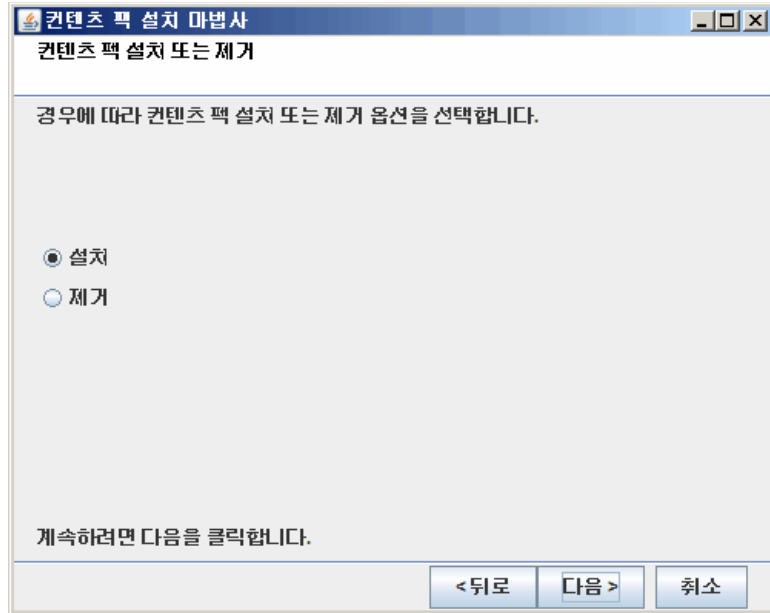 컨텐츠 팩 설치 마법사
컨텐츠 팩 설치 또는 제거
경우에 따라 컨텐츠 팩 설치 또는 제거 옵션을 선택합니다.
설치
제거
계속하려면 다음을 클릭합니다.
<뒤로 다음> 취소